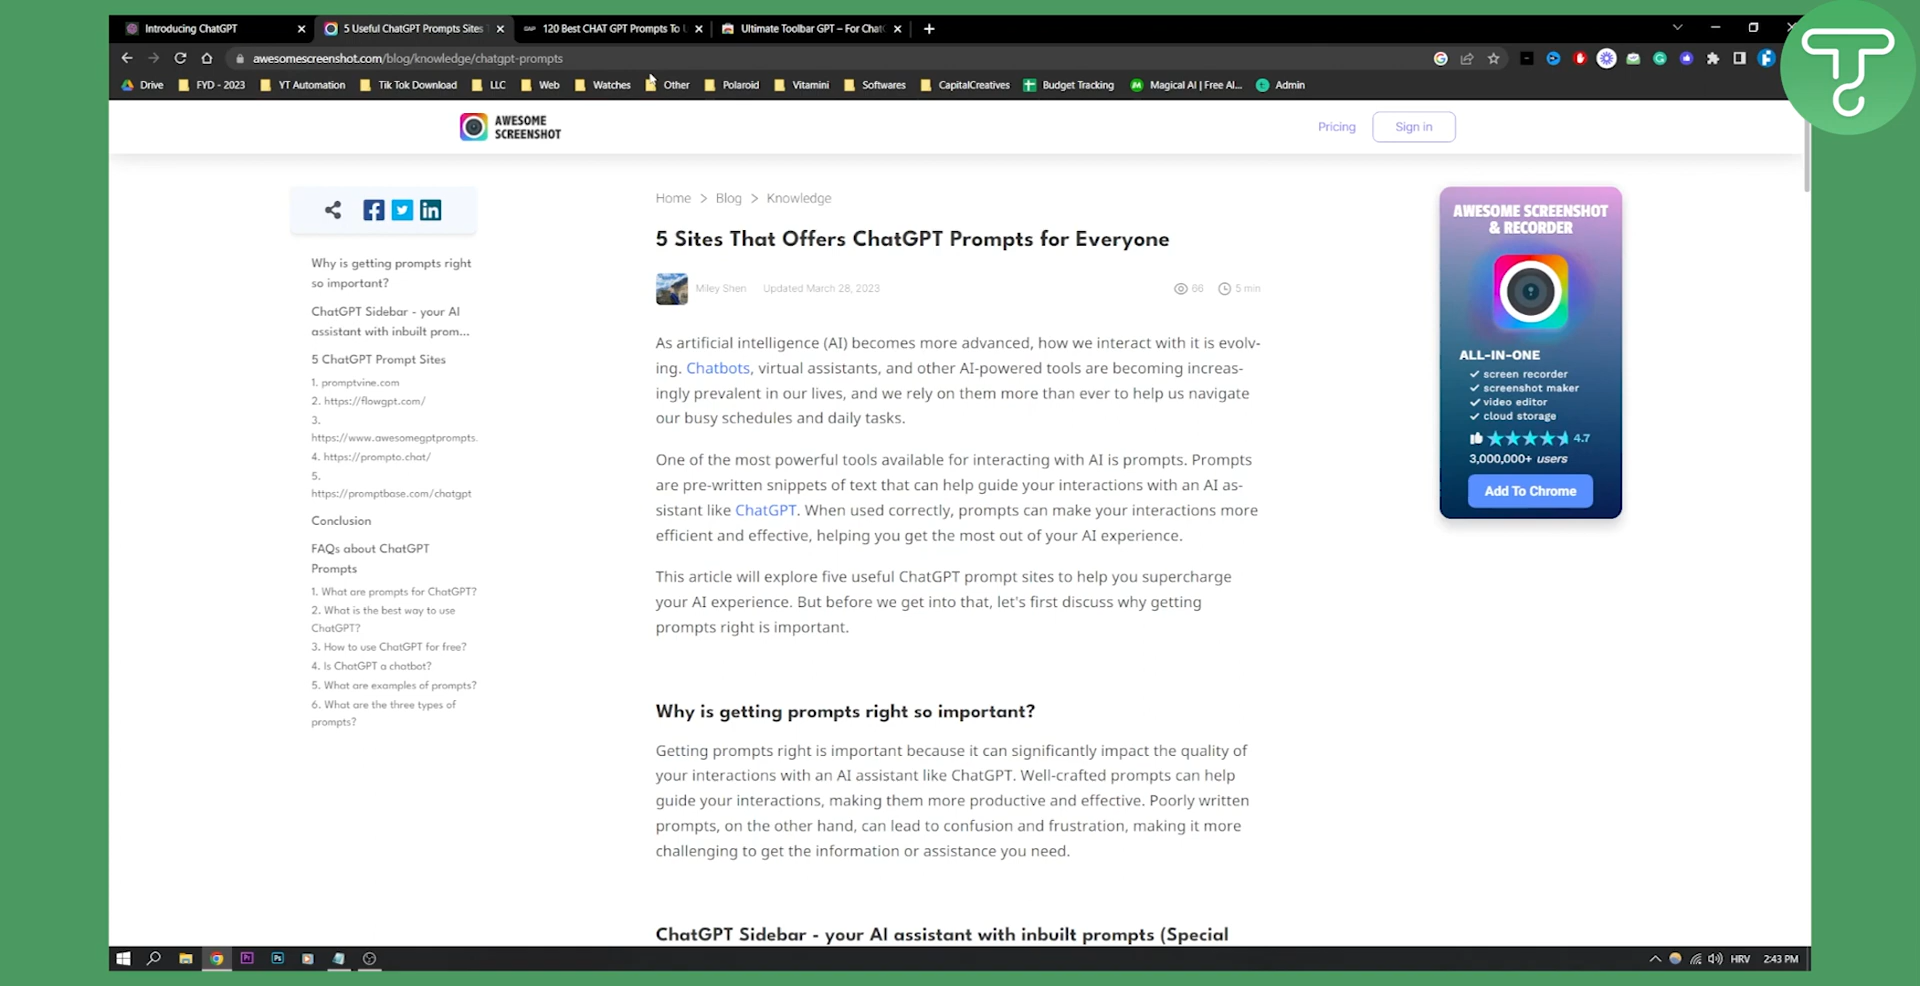 Introducing ChatGPT
5 Useful ChatGPT Prompts Sites
120 Best CHAT GPT Prompts To
Ultimate Toolbar GPT – For Chat
awesomescreenshot.com/blog/knowledge/chatgpt-prompts
Drive
FYD - 2023
YT Automation
Tik Tok Download
LLC
Web
Watches
Other
Polaroid
Vitamini
Softwares
CapitalCreatives
Budget Tracking
Magical AI | Free AI...
Admin
AWESOME
SCREENSHOT
Pricing
Sign in
Home > Blog > Knowledge
5 Sites That Offers ChatGPT Prompts for Everyone
Miley Shen Updated March 28, 2023
66 5 min
Why is getting prompts right
so important?
ChatGPT Sidebar - your AI
assistant with inbuilt prom...
5 ChatGPT Prompt Sites
1. promptvine.com
2. https://flowgpt.com/
3.
https://www.awesomegptprompts.
4. https://prompto.chat/
5.
https://promptbase.com/chatgpt
Conclusion
FAQs about ChatGPT
Prompts
1. What are prompts for ChatGPT?
2. What is the best way to use
ChatGPT?
3. How to use ChatGPT for free?
4. Is ChatGPT a chatbot?
5. What are examples of prompts?
6. What are the three types of
prompts?
As artificial intelligence (AI) becomes more advanced, how we interact with it is evolv-
ing. Chatbots, virtual assistants, and other AI-powered tools are becoming increas-
ingly prevalent in our lives, and we rely on them more than ever to help us navigate
our busy schedules and daily tasks.
One of the most powerful tools available for interacting with AI is prompts. Prompts
are pre-written snippets of text that can help guide your interactions with an AI as-
sistant like ChatGPT. When used correctly, prompts can make your interactions more
efficient and effective, helping you get the most out of your AI experience.
This article will explore five useful ChatGPT prompt sites to help you supercharge
your AI experience. But before we get into that, let's first discuss why getting
prompts right is important.
Why is getting prompts right so important?
Getting prompts right is important because it can significantly impact the quality of
your interactions with an AI assistant like ChatGPT. Well-crafted prompts can help
guide your interactions, making them more productive and effective. Poorly written
prompts, on the other hand, can lead to confusion and frustration, making it more
challenging to get the information or assistance you need.
ChatGPT Sidebar - your AI assistant with inbuilt prompts (Special
AWESOME SCREENSHOT
& RECORDER
ALL-IN-ONE
✓ screen recorder
✓ screenshot maker
✓ video editor
✓ cloud storage
4.7
3,000,000+ users
Add To Chrome
Pr
Ps
HRV
2:43 PM